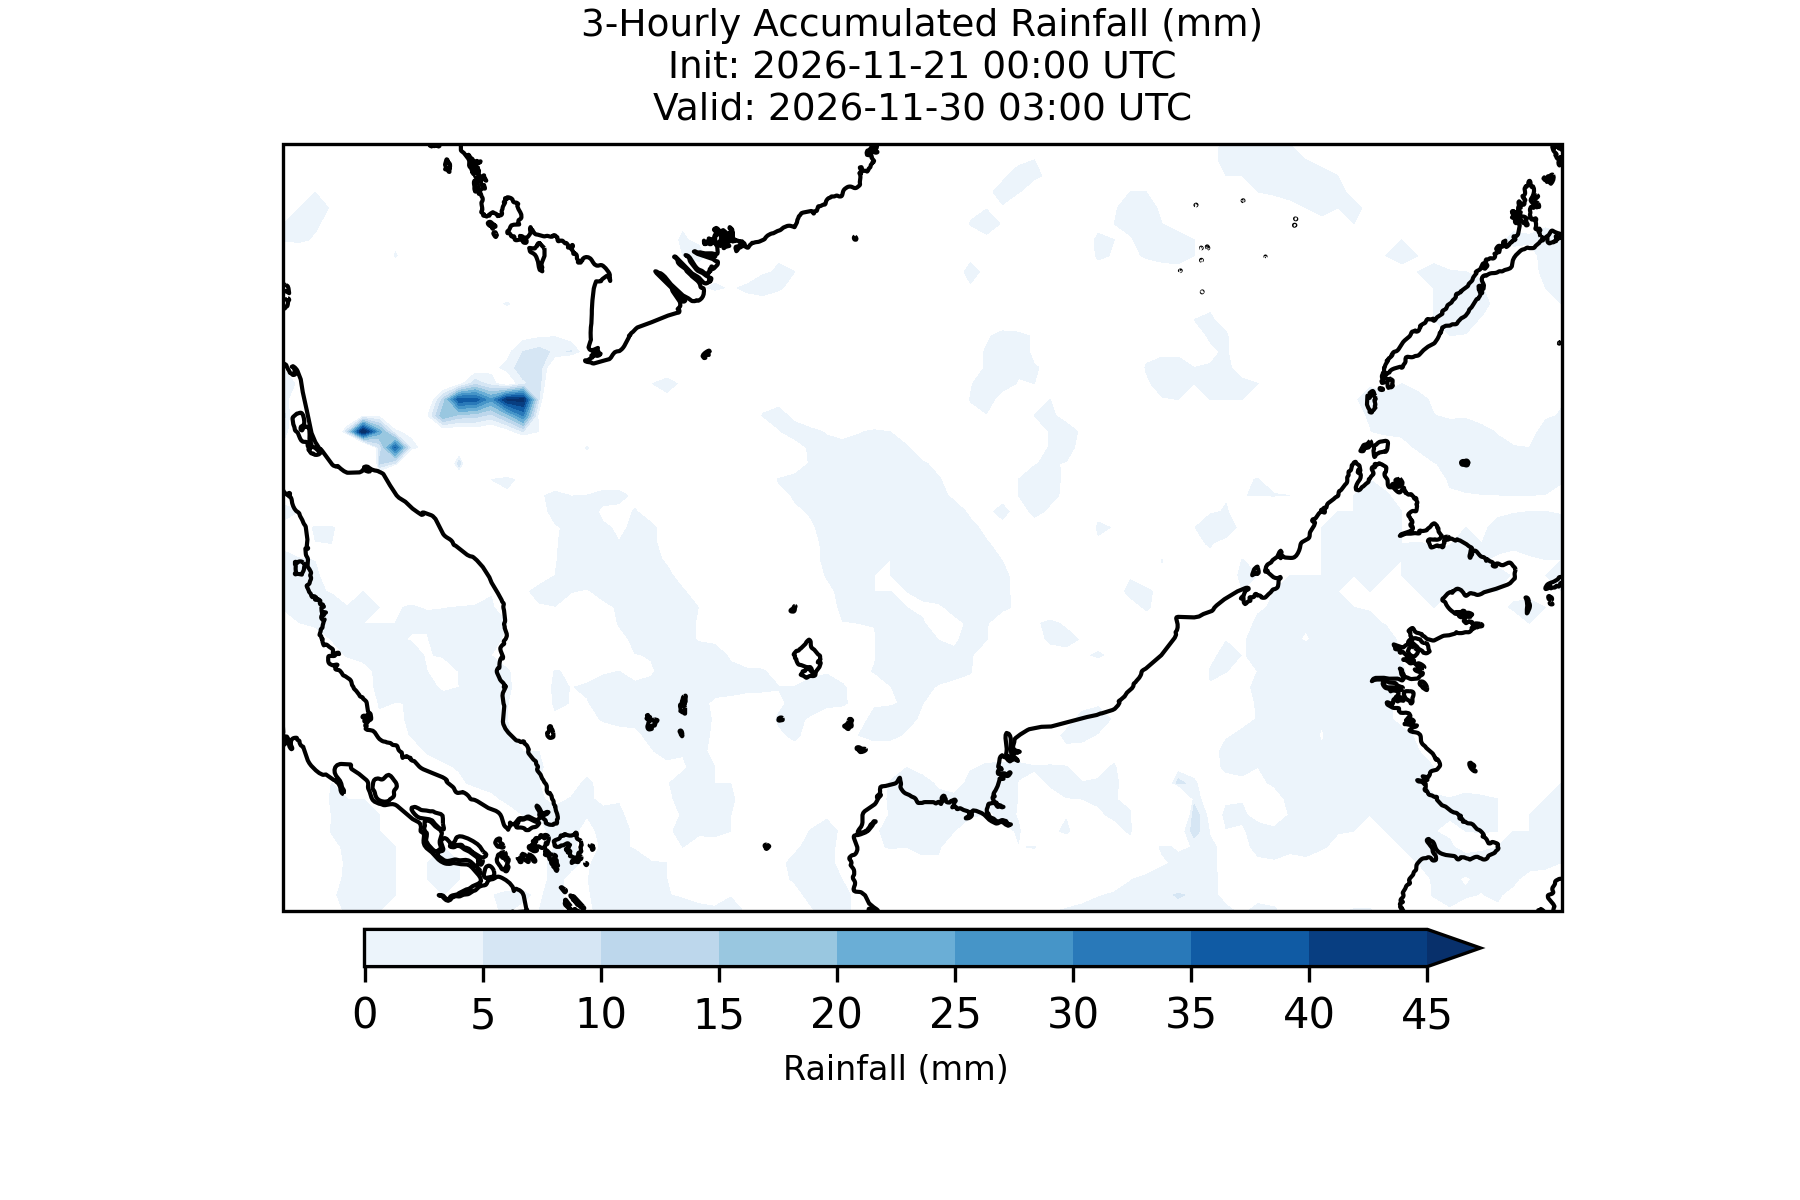 3-Hourly Accumulated Rainfall (mm)
Init: 2026-11-21 00:00 UTC
Valid: 2026-11-30 03:00 UTC
0 5 10 15 20 25 30 35 40 45
Rainfall (mm)